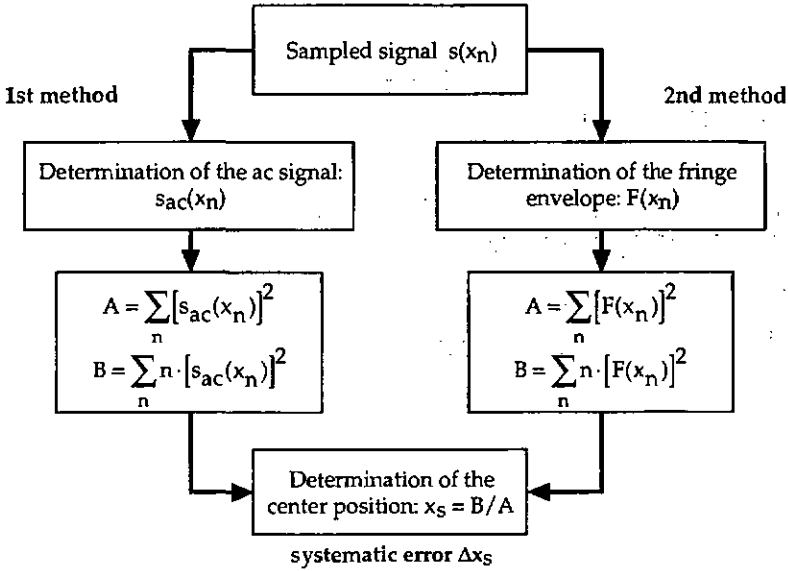 Sampled signal s(xn)
1st method
2nd method
Determination of the ac signal:
sac(xn)
Determination of the fringe
envelope: F(xn)
A = ∑n [sac(xn)]²
B = ∑n n · [sac(xn)]²
A = ∑n [F(xn)]²
B = ∑n n · [F(xn)]²
Determination of the
center position: xs = B/A
systematic error Δxs